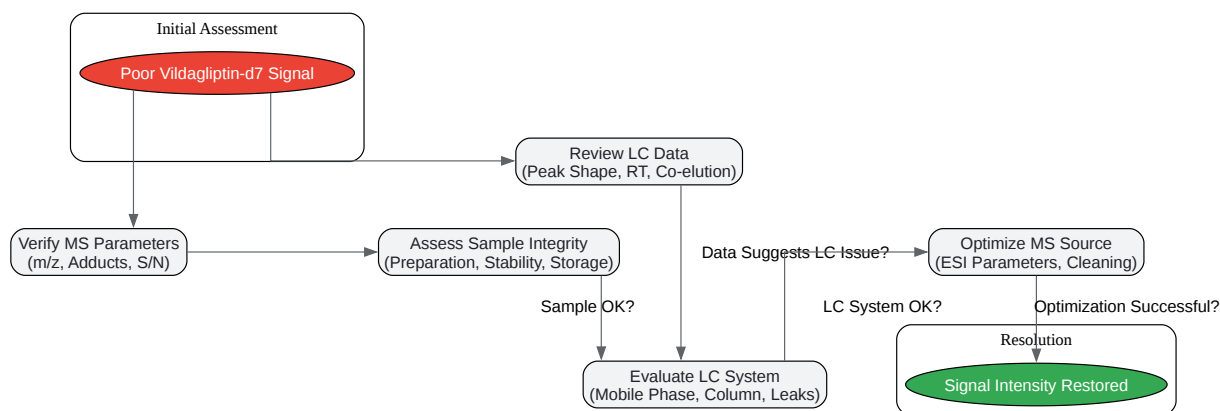 Initial Assessment
Poor Vildagliptin-d7 Signal
Review LC Data
(Peak Shape, RT, Co-elution)
Verify MS Parameters
(m/z, Adducts, S/N)
Assess Sample Integrity
(Preparation, Stability, Storage)
Data Suggests LC Issue?
Optimize MS Source
(ESI Parameters, Cleaning)
Sample OK?
LC System OK?
Optimization Successful?
Resolution
Evaluate LC System
(Mobile Phase, Column, Leaks)
Signal Intensity Restored